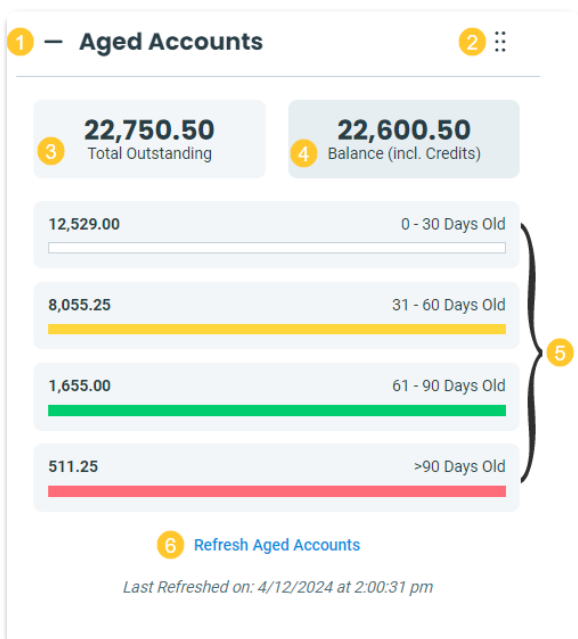 1 — Aged Accounts 2
22,750.50
3 Total Outstanding
22,600.50
4 Balance (incl. Credits)
12,529.00 0 - 30 Days Old
8,055.25 31 - 60 Days Old
5
1,655.00 61 - 90 Days Old
511.25 >90 Days Old
6 Refresh Aged Accounts
Last Refreshed on: 4/12/2024 at 2:00:31 pm